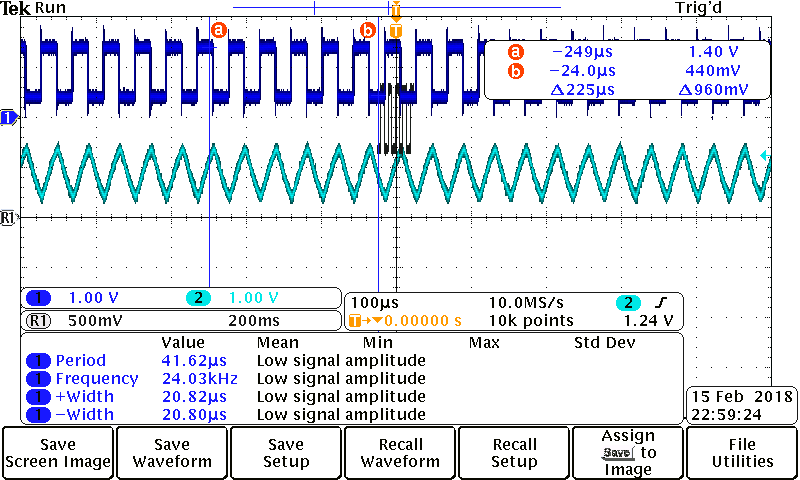 Tek Run Trig'd
a b T
a −249µs 1.40 V
b −24.0µs 440mV
Δ225µs Δ960mV
T
R1
1 1.00 V 2 1.00 V
R1 500mV 200ms
100µs 10.0MS/s 2
T→▼0.00000 s 10k points 1.24 V
Value Mean Min Max Std Dev
1 Period 41.62µs Low signal amplitude
1 Frequency 24.03kHz Low signal amplitude
1 +Width 20.82µs Low signal amplitude
1 −Width 20.80µs Low signal amplitude
15 Feb 2018
22:59:24
Save Screen Image
Save Waveform
Save Setup
Recall Waveform
Recall Setup
Assign Save to Image
File Utilities